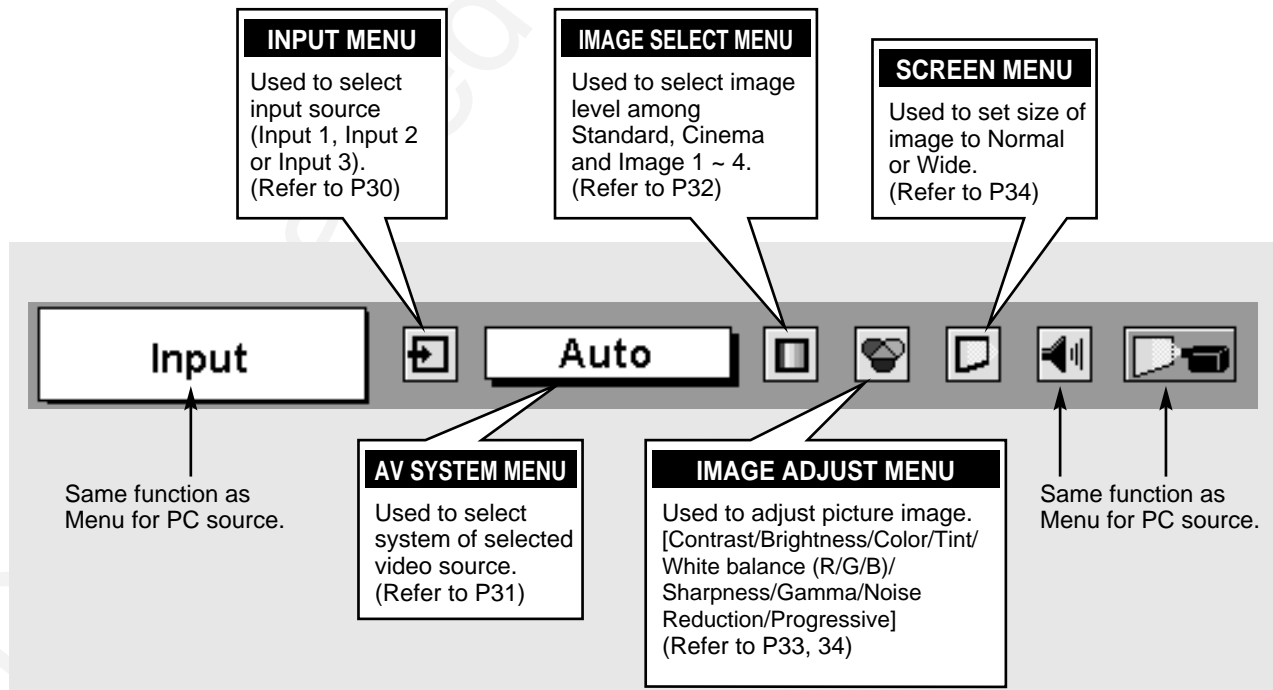 INPUT MENU
Used to select
input source
(Input 1, Input 2
or Input 3).
(Refer to P30)
IMAGE SELECT MENU
Used to select image
level among
Standard, Cinema
and Image 1 ~ 4.
(Refer to P32)
SCREEN MENU
Used to set size of
image to Normal
or Wide.
(Refer to P34)
Input
Auto
Same function as
Menu for PC source.
AV SYSTEM MENU
Used to select
system of selected
video source.
(Refer to P31)
IMAGE ADJUST MENU
Used to adjust picture image.
[Contrast/Brightness/Color/Tint/
White balance (R/G/B)/
Sharpness/Gamma/Noise
Reduction/Progressive]
(Refer to P33, 34)
Same function as
Menu for PC source.